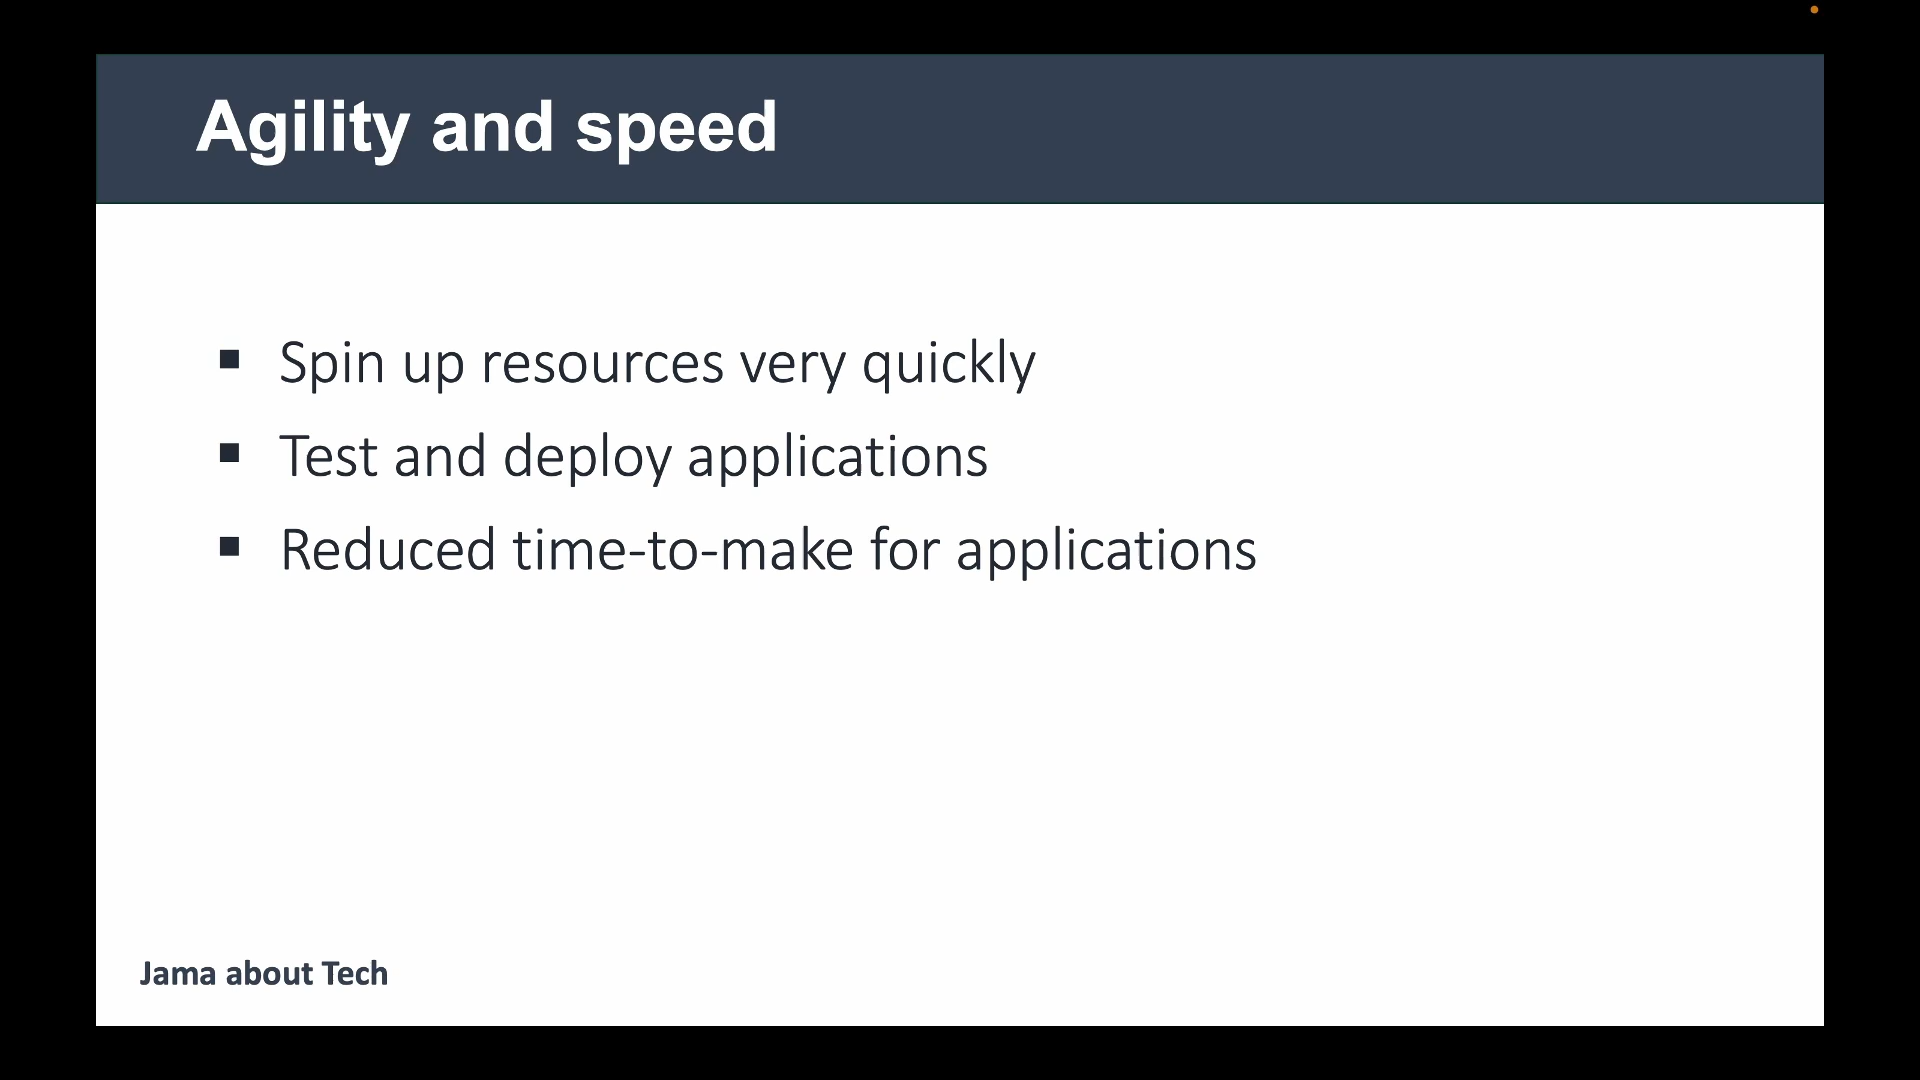 Agility and speed
Spin up resources very quickly
Test and deploy applications
Reduced time-to-make for applications
Jama about Tech